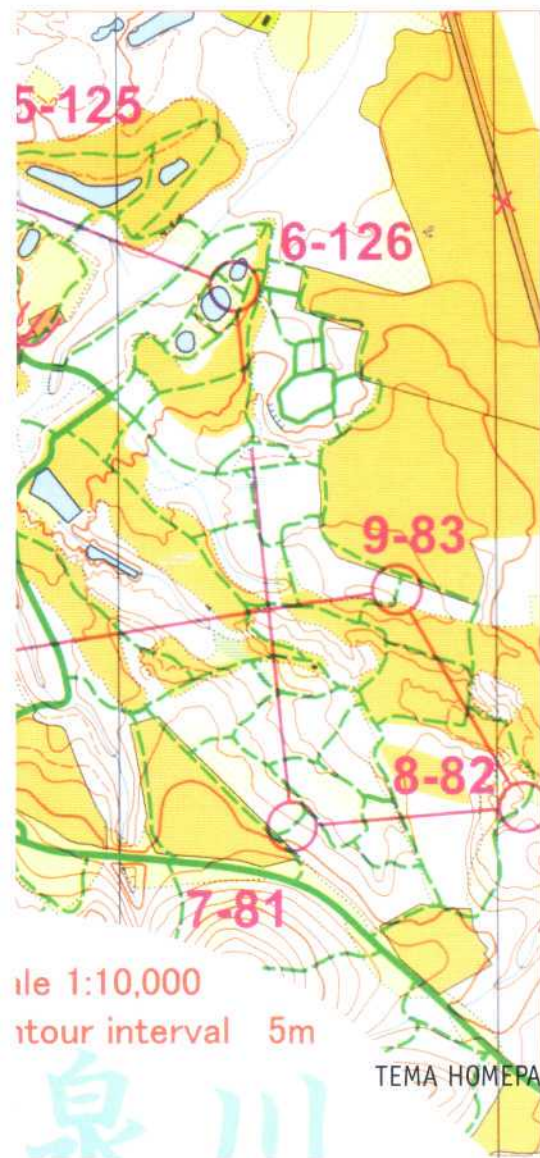 5-125
6-126
9-83
8-82
7-81
ale 1:10,000
ntour interval 5m
TEMA HOMEPA
泉川